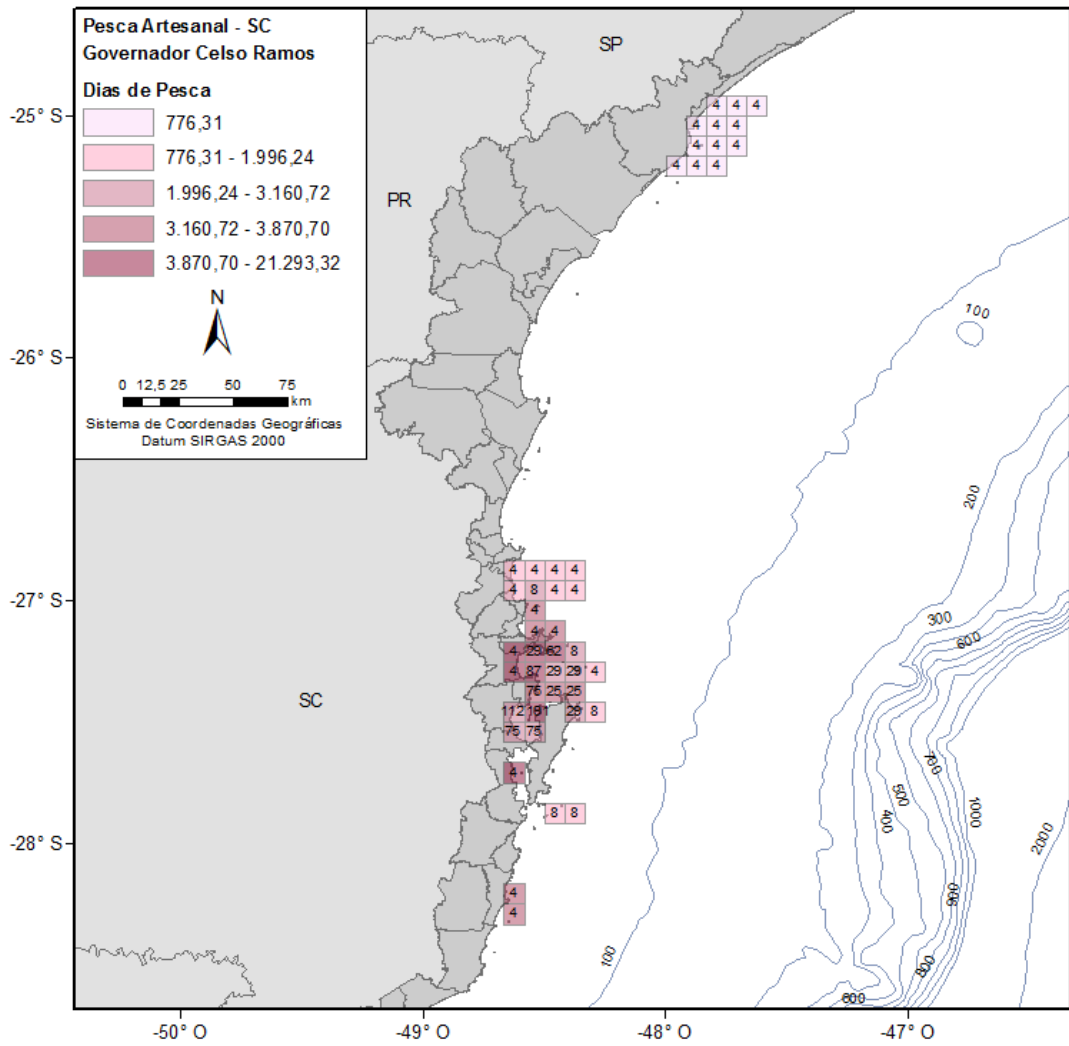 Pesca Artesanal - SC
Governador Celso Ramos
Dias de Pesca
776,31
776,31 - 1.996,24
1.996,24 - 3.160,72
3.160,72 - 3.870,70
3.870,70 - 21.293,32
N
0 12,5 25 50 75
km
Sistema de Coordenadas Geográficas
Datum SIRGAS 2000
SP
PR
SC
-25° S
-26° S
-27° S
-28° S
4 4 4
4 4 4
4 4 4
4 4 4
100
200
300
600
4 4 4 4
4 8 4 4
4
4 4
4 8
4 87 29 29 4
76 25 25
112 8
75 75
4
8 8
4
4
700
500
400
1000
2000
900
800
100
-50° O
-49° O
-48° O
-47° O